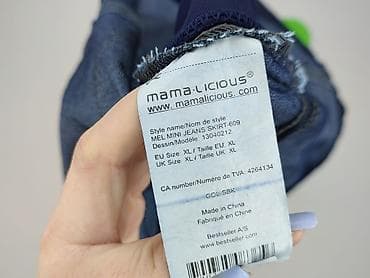 mama·licious®
www.mamalicious.com
Style name/Nom de style
MEL MINI JEANS SKIRT-609
Dessin/Modèle: 13040212
EU Size: XL / Taille EU: XL
UK Size: XL / Taille UK: XL
CA number/Numéro de TVA: 4264134
Made in China
Fabriqué en Chine
Bestseller A/S
www.bestseller.com